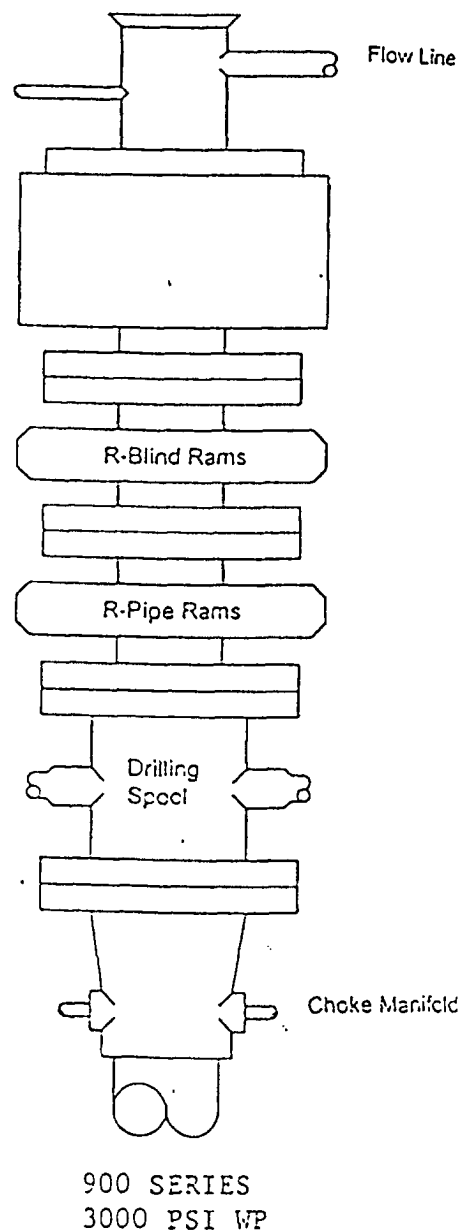 Flow Line
R-Blind Rams
R-Pipe Rams
Drilling
Spool
Choke Manifold
900 SERIES
3000 PSI WP